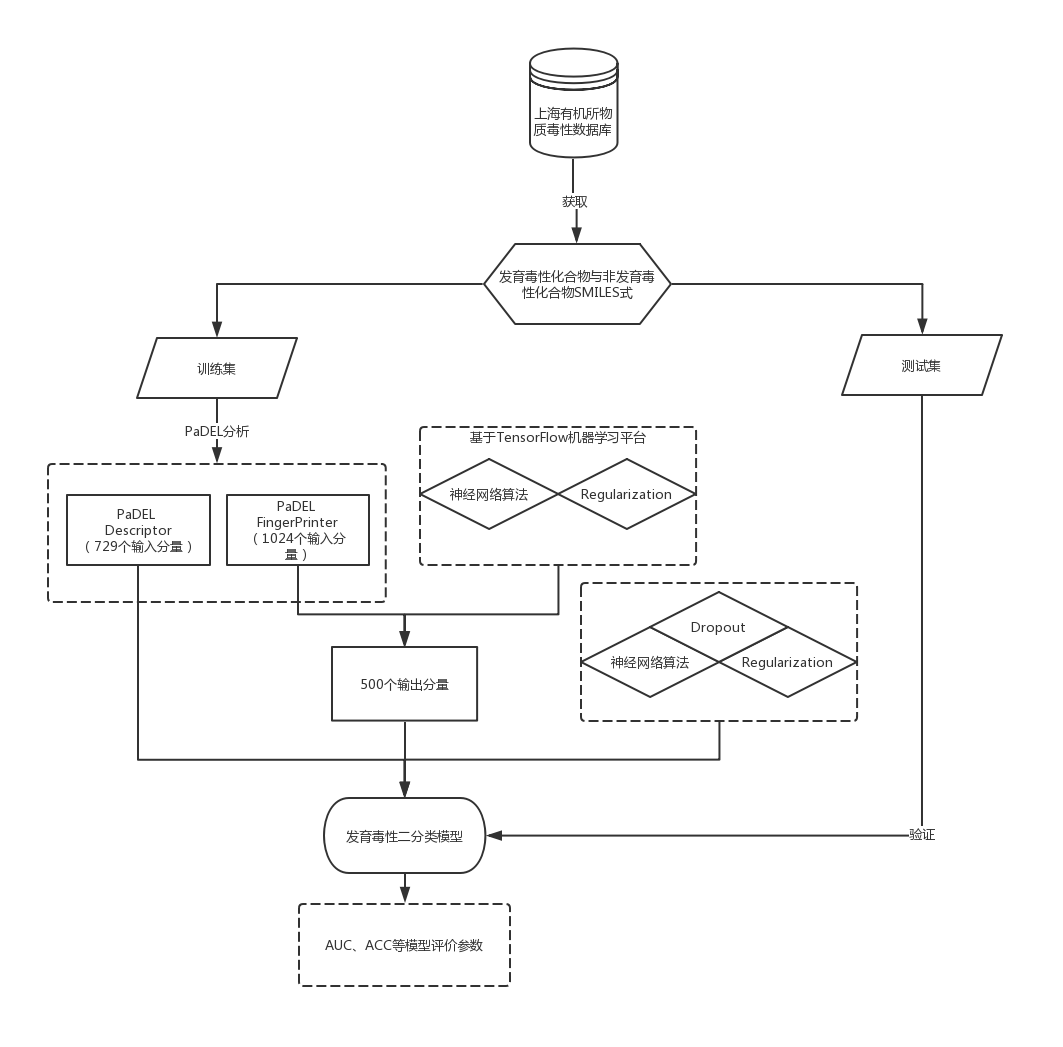 上海有机所物
质毒性数据库
获取
发育毒性化合物与非发育毒
性化合物SMILES式
训练集
测试集
PaDEL分析
基于TensorFlow机器学习平台
神经网络算法
Regularization
PaDEL
Descriptor
（729个输入分量）
PaDEL
FingerPrinter
（1024个输入分
量）
Dropout
神经网络算法
Regularization
500个输出分量
发育毒性二分类模型
验证
AUC、ACC等模型评价参数